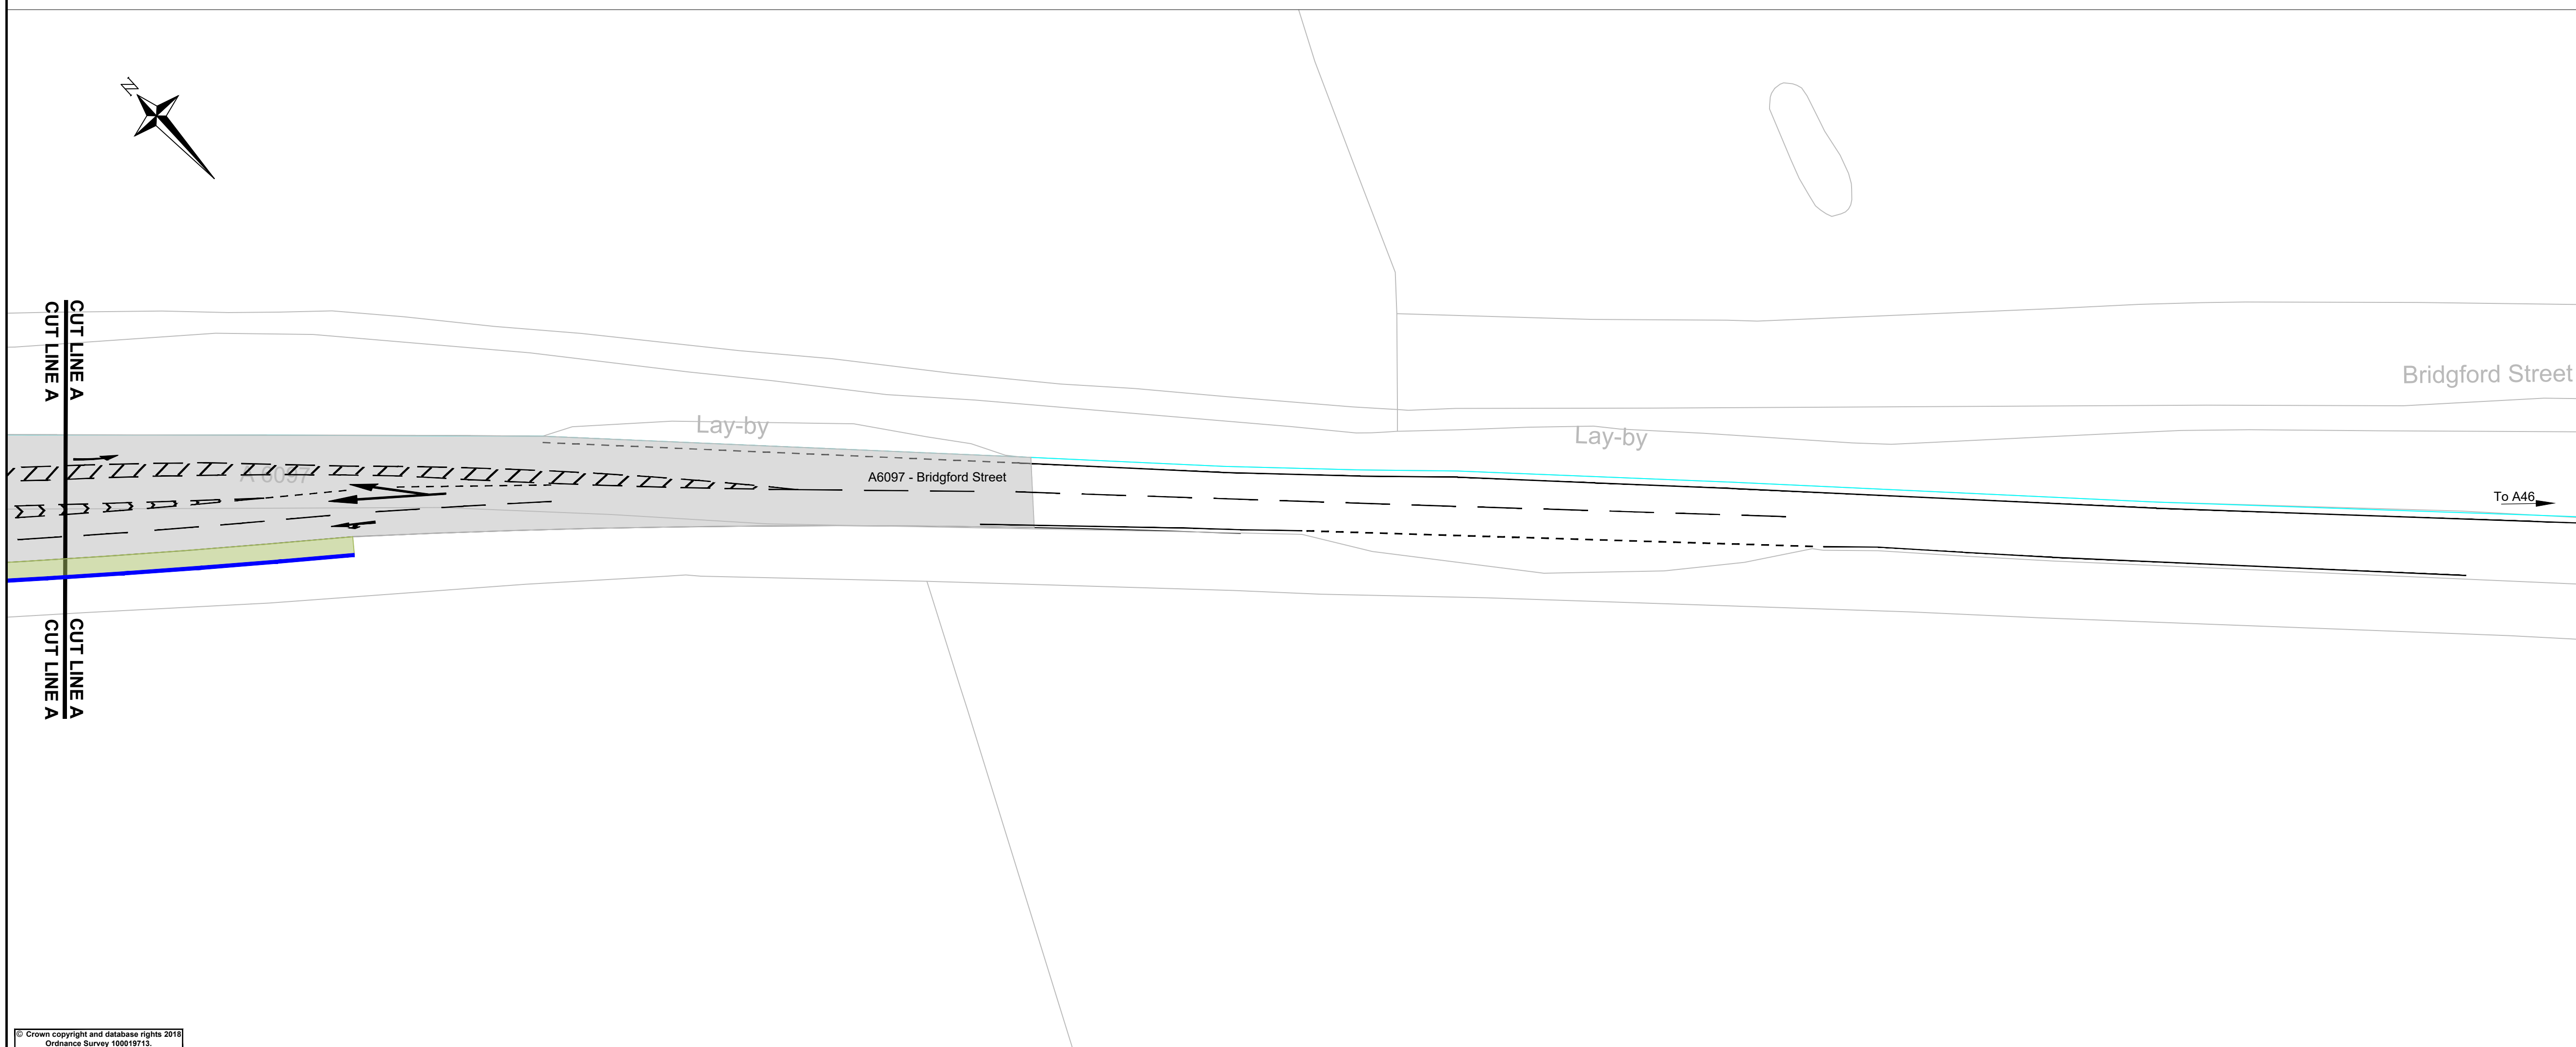 N
CUT LINE A
CUT LINE A
Bridgford Street
Lay-by
Lay-by
A 6097
A6097 - Bridgford Street
To A46
CUT LINE A
CUT LINE A
© Crown copyright and database rights 2018
Ordnance Survey 100019713.